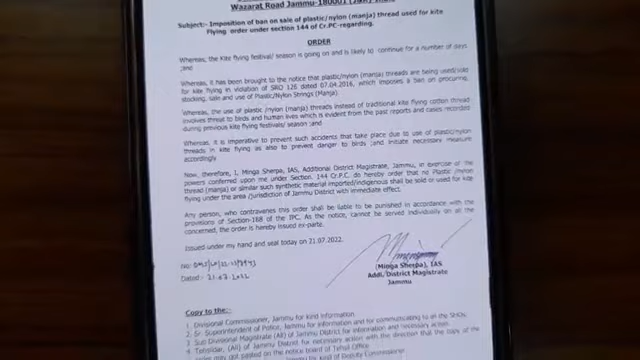 Wazarat Road Jammu-180001 (J&K) India
Subject:- Imposition of ban on sale of plastic/nylon (manja) thread used for kite
flying order under section 144 of Cr.PC-regarding.
ORDER
Whereas, the Kite flying festival/ season is going on and is likely to continue for a number of days
;and
Whereas, it has been brought to the notice that plastic/nylon (manja) threads are being used/sold
for kite flying in violation of SRO 126 dated 07.04.2016, which imposes a ban on procuring,
stocking, sale and use of Plastic/Nylon Strings (Manja).
Whereas, the use of plastic /nylon (manja) threads instead of traditional kite flying cotton thread
involves threat to birds and human lives which is evident from the past reports and cases recorded
during previous kite flying festivals/ season ;and
Whereas, it is imperative to prevent such accidents that take place due to use of plastic/nylon
threads in kite flying as also to prevent danger to birds ;and initiate necessary measure
accordingly
Now, therefore, I, Minga Sherpa, IAS, Additional District Magistrate, Jammu, in exercise of the
powers conferred upon me under Section. 144 Cr.P.C. do hereby order that no Plastic /nylon
thread (manja) or similar such synthetic material imported/indigenous shall be sold or used for kite
flying under the area /jurisdiction of Jammu District with immediate effect.
Any person, who contravenes this order shall be liable to be punished in accordance with the
provisions of Section-188 of the IPC. As the notice, cannot be served individually on all the
concerned, the order is hereby issued ex-parte.
Issued under my hand and seal today on 21.07.2022.
(Minga Sherpa), IAS
Addl. District Magistrate
Jammu
Dated:- 21.07.2022
Copy to the:-
1. Divisional Commissioner, Jammu for kind information.
2. Sr. Superintendent of Police, Jammu for information and for communicating to all the SHOs.
3. Sub Divisional Magistrate (All) of Jammu District for information and necessary action.
4. Tehsildar, (All) of Jammu District for necessary action with the direction that the copy of the
order may got pasted on the notice board of Tehsil Office
Jammu for kind of Deputy Commissioner